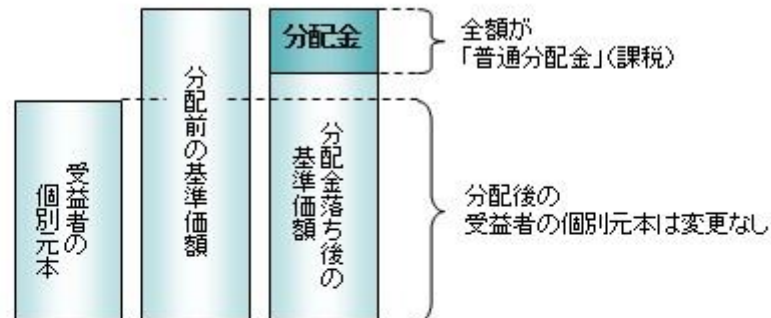 分配金
全額が
「普通分配金」(課税)
受益者の
個別元本
分配前の基準価額
分配金落ち後の
基準価額
分配後の
受益者の個別元本は変更なし